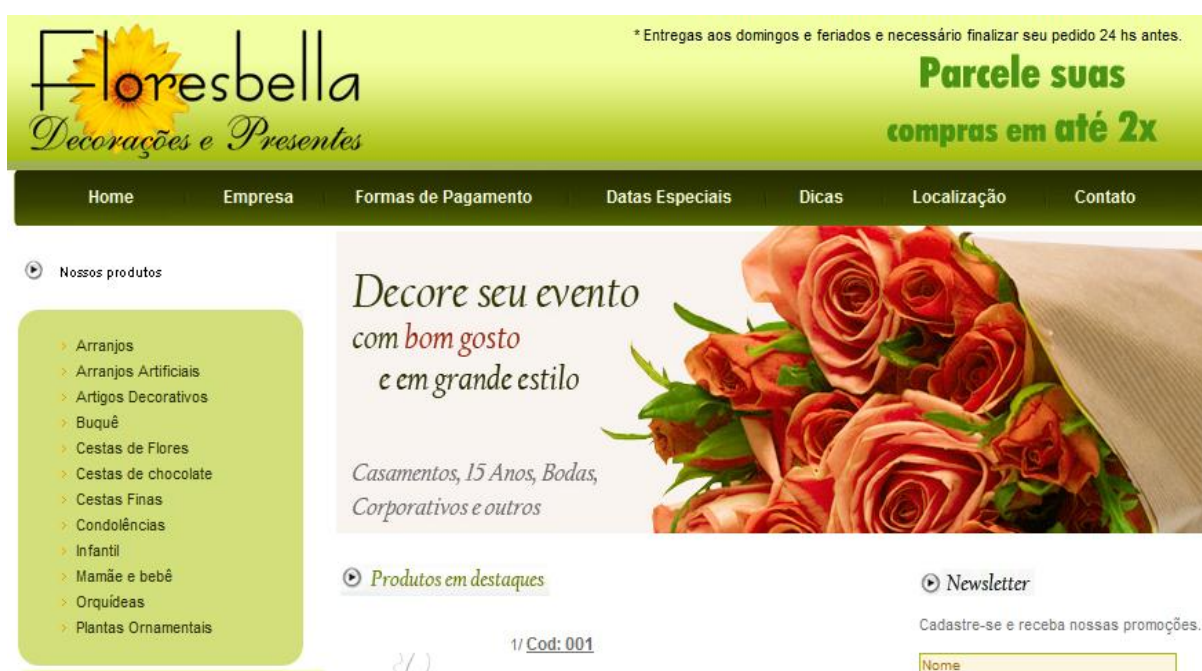 Floresbella
Decorações e Presentes
* Entregas aos domingos e feriados e necessário finalizar seu pedido 24 hs antes.
Parcele suas
compras em até 2x
Home Empresa Formas de Pagamento Datas Especiais Dicas Localização Contato
Nossos produtos
Arranjos
Arranjos Artificiais
Artigos Decorativos
Buquê
Cestas de Flores
Cestas de chocolate
Cestas Finas
Condolências
Infantil
Mamãe e bebê
Orquídeas
Plantas Ornamentais
Decore seu evento
com bom gosto
e em grande estilo
Casamentos, 15 Anos, Bodas,
Corporativos e outros
Produtos em destaques
1/ Cod: 001
Newsletter
Cadastre-se e receba nossas promoções.
Nome